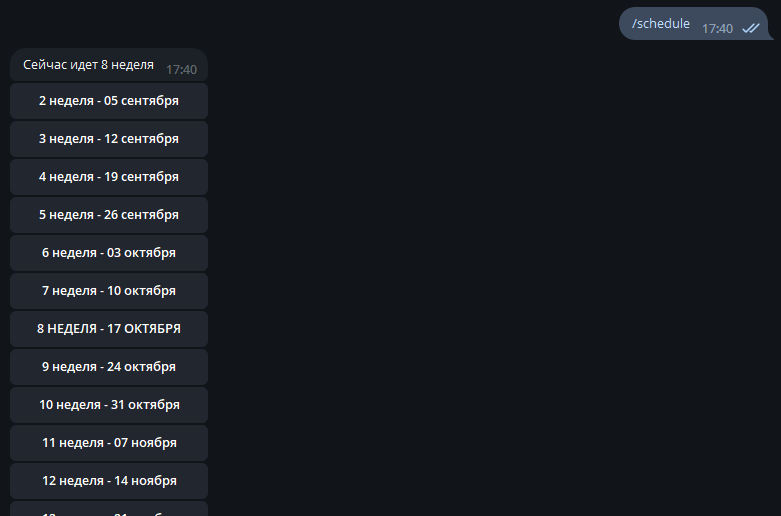 /schedule 17:40
Сейчас идет 8 неделя 17:40
2 неделя - 05 сентября
3 неделя - 12 сентября
4 неделя - 19 сентября
5 неделя - 26 сентября
6 неделя - 03 октября
7 неделя - 10 октября
8 НЕДЕЛЯ - 17 ОКТЯБРЯ
9 неделя - 24 октября
10 неделя - 31 октября
11 неделя - 07 ноября
12 неделя - 14 ноября